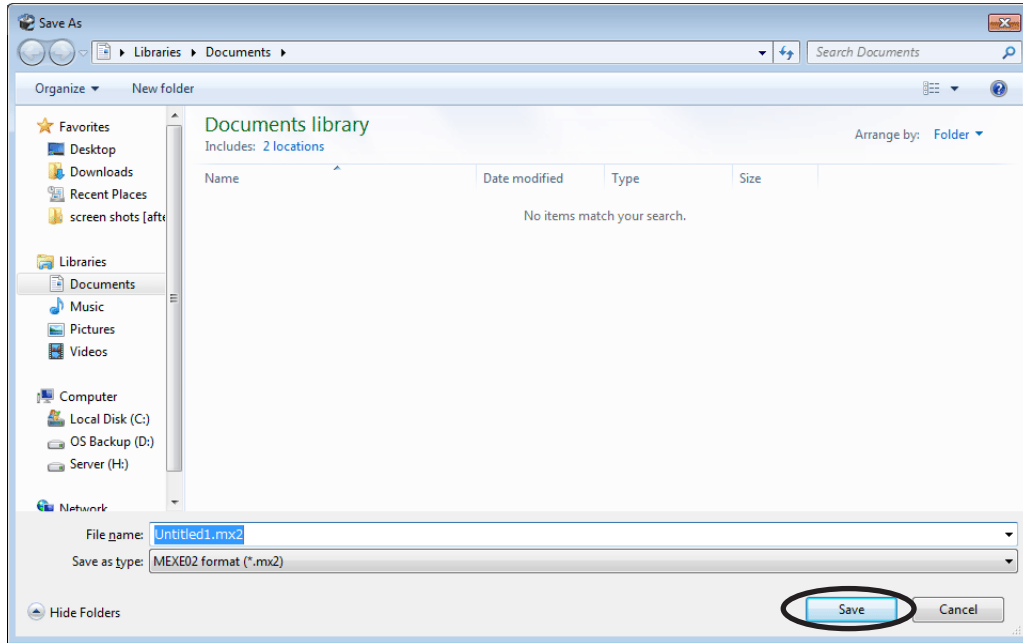 Save As
Libraries Documents
Search Documents
Organize New folder
Favorites
Desktop
Downloads
Recent Places
screen shots [afte
Libraries
Documents
Music
Pictures
Videos
Computer
Local Disk (C:)
OS Backup (D:)
Server (H:)
Network
Documents library
Includes: 2 locations
Arrange by: Folder
Name Date modified Type Size
No items match your search.
File name: Untitled1.mx2
Save as type: MEXE02 format (*.mx2)
Hide Folders
Save Cancel